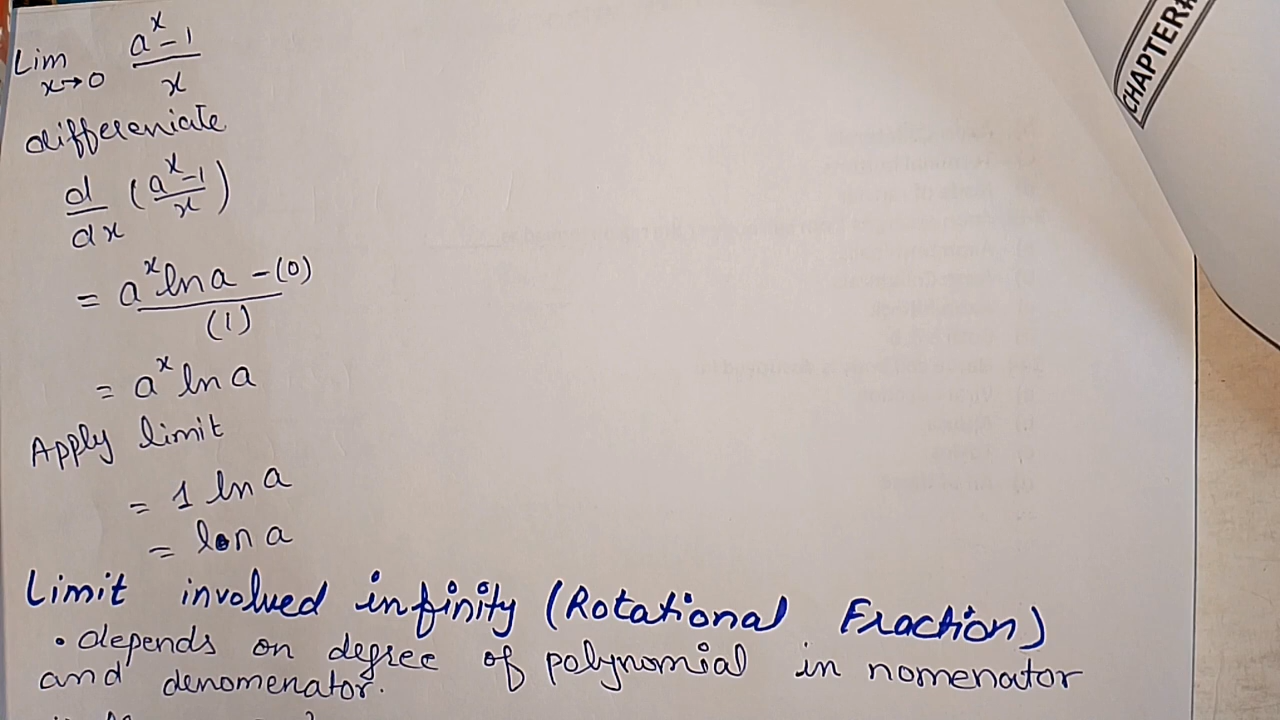 Lim x→0 a^x-1/x
differeniate
d/dx (a^x-1/x)
= a^x ln a -(0)/(1)
= a^x ln a
Apply limit
= 1 ln a
= ln a
Limit involved infinity (Rotational Fraction)
• depends on degree of polynomial in nomenator
and denomenator.
CHAPTER#